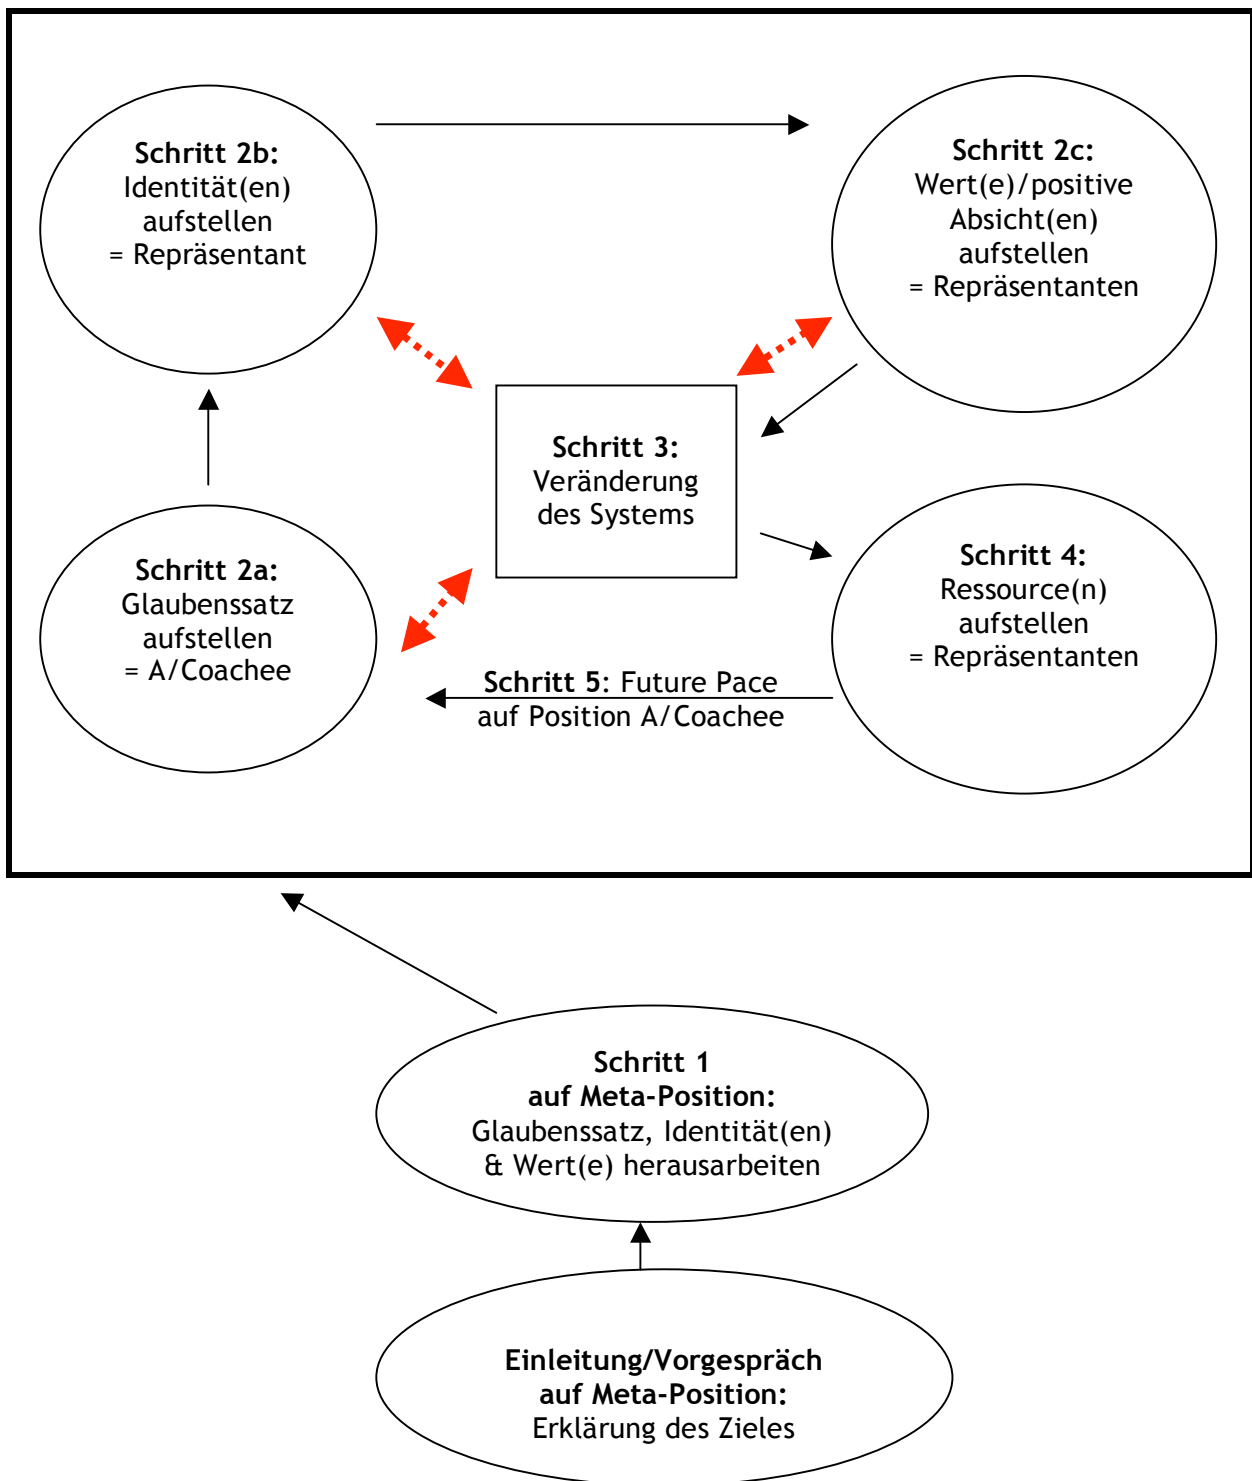 Schritt 2b:
Identität(en)
aufstellen
= Repräsentant
Schritt 2c:
Wert(e)/positive
Absicht(en)
aufstellen
= Repräsentanten
Schritt 3:
Veränderung
des Systems
Schritt 2a:
Glaubenssatz
aufstellen
= A/Coachee
Schritt 4:
Ressource(n)
aufstellen
= Repräsentanten
Schritt 5: Future Pace
auf Position A/Coachee
Schritt 1
auf Meta-Position:
Glaubenssatz, Identität(en)
& Wert(e) herausarbeiten
Einleitung/Vorgespräch
auf Meta-Position:
Erklärung des Zieles